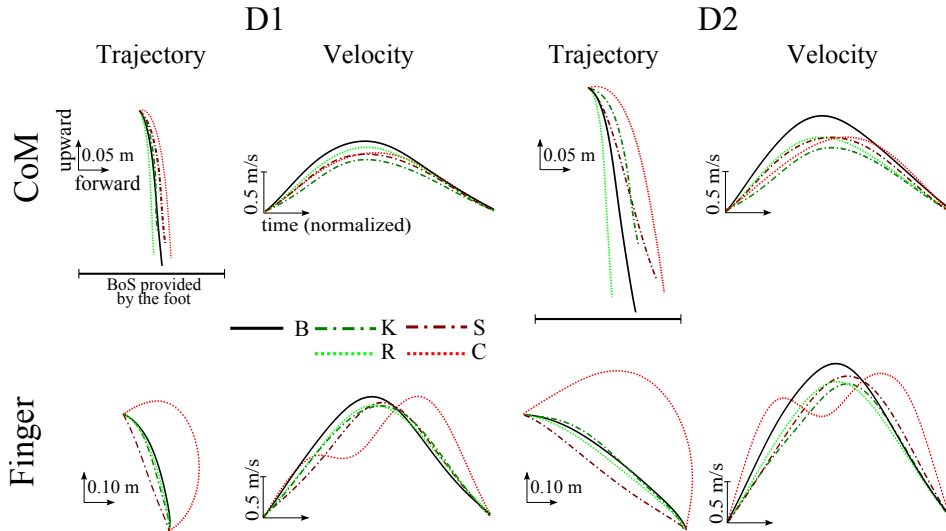 D1 D2
Trajectory Velocity Trajectory Velocity
CoM
upward
0.05 m
forward
0.5 m/s
time (normalized)
BoS provided
by the foot
0.05 m
0.5 m/s
B K S
R C
Finger
0.10 m
0.5 m/s
0.10 m
0.5 m/s